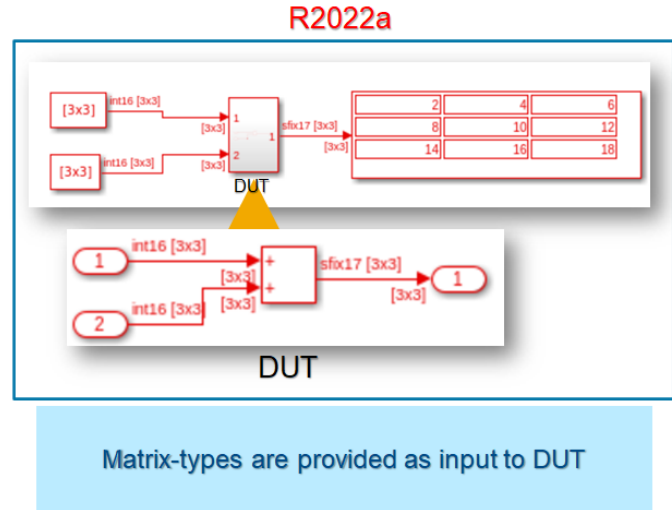 R2022a
[3x3]
int16 [3x3]
[3x3]
1
sfix17 [3x3]
1
[3x3]
2 4 6
8 10 12
14 16 18
[3x3]
int16 [3x3]
[3x3]
2
DUT
1
int16 [3x3]
[3x3]
+
sfix17 [3x3]
[3x3]
1
2
int16 [3x3]
[3x3]
+
DUT
Matrix-types are provided as input to DUT